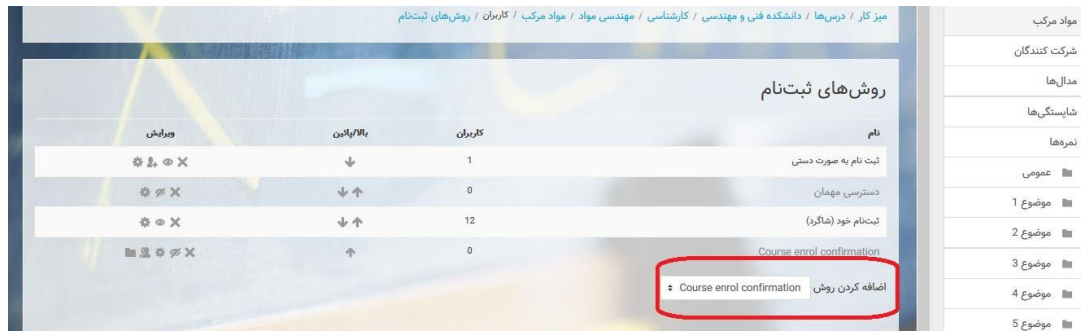 میز کار / درس‌ها / دانشکده فنی و مهندسی / کارشناسی / مهندسی مواد / مواد مرکب / کاربران / روش‌های ثبت‌نام
روش‌های ثبت‌نام
نام کاربران بالا/پائین ویرایش
ثبت نام به صورت دستی 1
دسترسی مهمان 0
ثبت‌نام خود (شاگرد) 12
Course enrol confirmation 0
اضافه کردن روش Course enrol confirmation
مواد مرکب
شرکت کنندگان
مدال‌ها
شایستگی‌ها
نمره‌ها
عمومی
موضوع 1
موضوع 2
موضوع 3
موضوع 4
موضوع 5